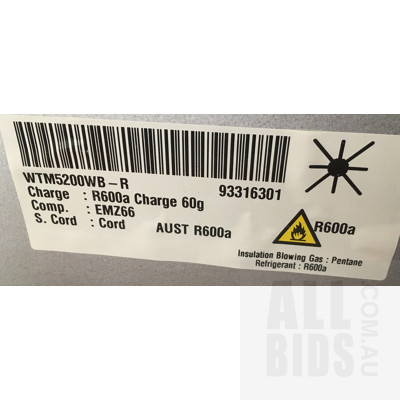 WTM5200WB-R 93316301
Charge : R600a Charge 60g
Comp. : EMZ66
S. Cord : Cord AUST R600a
R600a
Insulation Blowing Gas : Pentane
Refrigerant : R600a
ALL
BIDS
.COM.AU